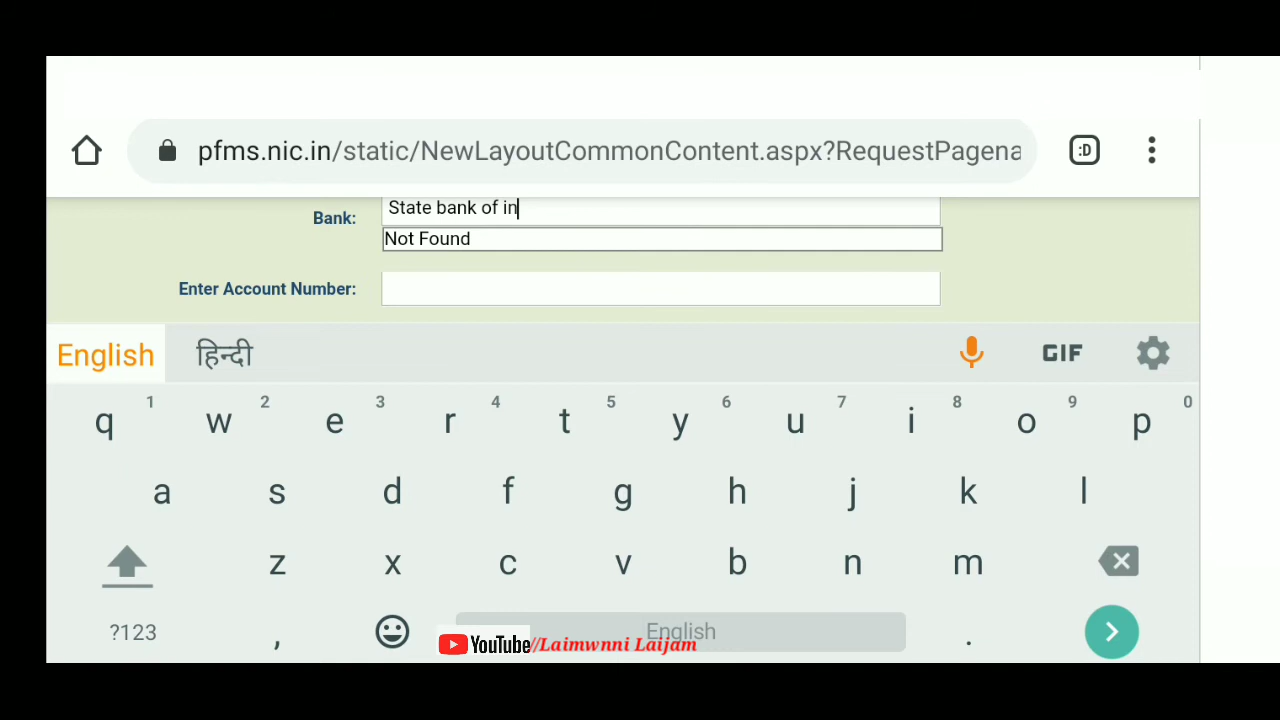 :D
pfms.nic.in/static/NewLayoutCommonContent.aspx?RequestPagena
Bank: State bank of in
Not Found
Enter Account Number:
English हिन्दी GIF
q 1 w 2 e 3 r 4 t 5 y 6 u 7 i 8 o 9 p 0
a s d f g h j k l
z x c v b n m
?123 , English .
YouTube//Laimwnni Laijam